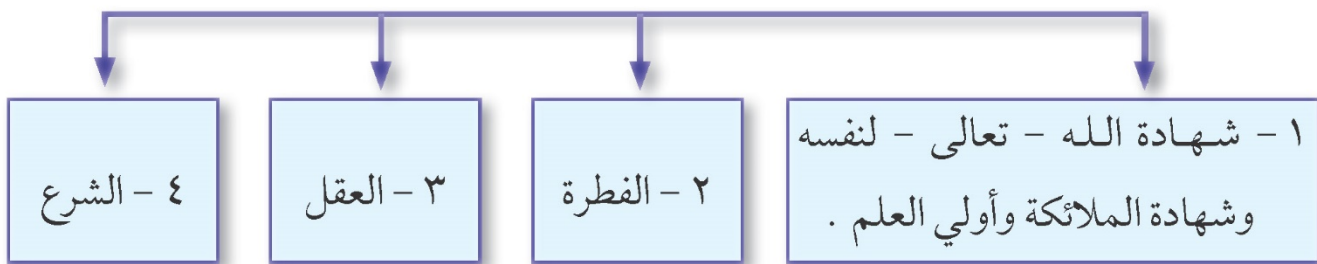 ١ - شهادة الله - تعالى - لنفسه
وشهادة الملائكة وأولي العلم .
٢ - الفطرة
٣ - العقل
٤ - الشرع